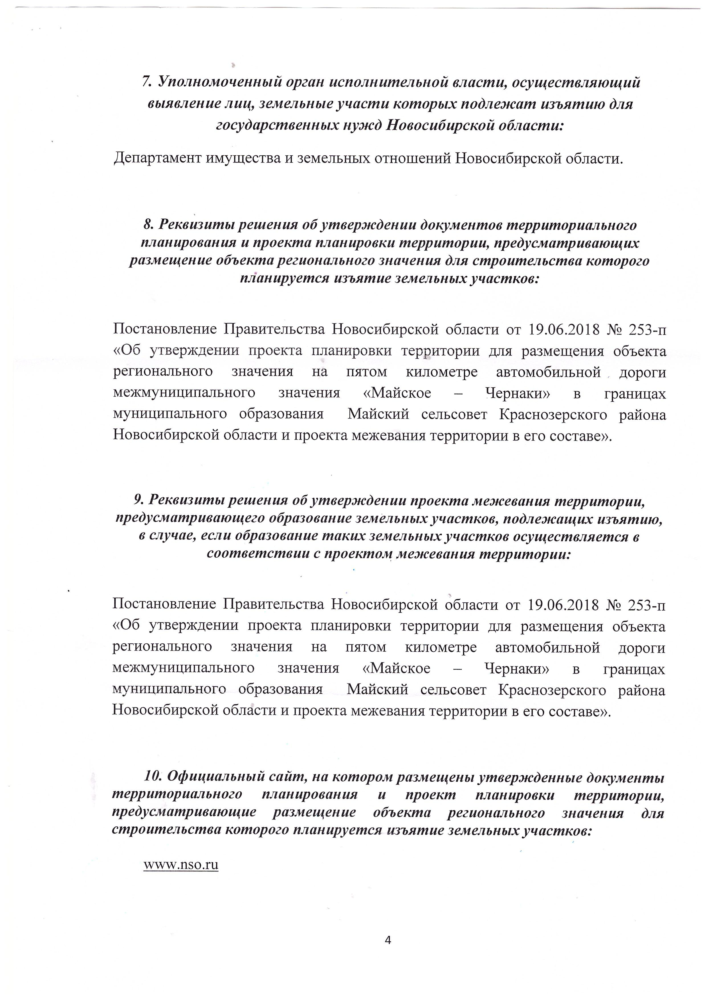 7. Уполномоченный орган исполнительной власти, осуществляющий
выявление лиц, земельные участи которых подлежат изъятию для
государственных нужд Новосибирской области:
Департамент имущества и земельных отношений Новосибирской области.
8. Реквизиты решения об утверждении документов территориального
планирования и проекта планировки территории, предусматривающих
размещение объекта регионального значения для строительства которого
планируется изъятие земельных участков:
Постановление Правительства Новосибирской области от 19.06.2018 № 253-п
«Об утверждении проекта планировки территории для размещения объекта
регионального значения на пятом километре автомобильной дороги
межмуниципального значения «Майское – Чернаки» в границах
муниципального образования Майский сельсовет Краснозерского района
Новосибирской области и проекта межевания территории в его составе».
9. Реквизиты решения об утверждении проекта межевания территории,
предусматривающего образование земельных участков, подлежащих изъятию,
в случае, если образование таких земельных участков осуществляется в
соответствии с проектом межевания территории:
Постановление Правительства Новосибирской области от 19.06.2018 № 253-п
«Об утверждении проекта планировки территории для размещения объекта
регионального значения на пятом километре автомобильной дороги
межмуниципального значения «Майское – Чернаки» в границах
муниципального образования Майский сельсовет Краснозерского района
Новосибирской области и проекта межевания территории в его составе».
10. Официальный сайт, на котором размещены утвержденные документы
территориального планирования и проект планировки территории,
предусматривающие размещение объекта регионального значения для
строительства которого планируется изъятие земельных участков:
www.nso.ru
4